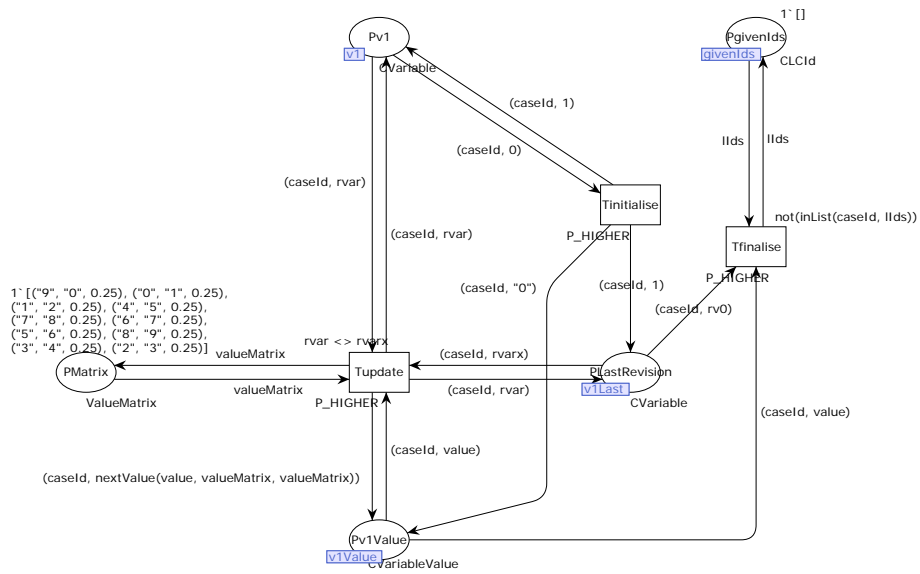 1`[]
Pv1
PgivenIds
v1
givenIds
CVariable
CLCId
(caseId, 1)
(caseId, 0)
lIds
lIds
(caseId, rvar)
Tinitialise
not(inList(caseId, lIds))
(caseId, rvar)
P_HIGHER
Tfinalise
P_HIGHER
(caseId, "0")
(caseId, 1)
1`[("9", "0", 0.25), ("0", "1", 0.25),
("1", "2", 0.25), ("4", "5", 0.25),
("7", "8", 0.25), ("6", "7", 0.25),
("5", "6", 0.25), ("8", "9", 0.25),
("3", "4", 0.25), ("2", "3", 0.25)]
(caseId, rv0)
rvar <> rvarx
valueMatrix
(caseId, rvarx)
PMatrix
Tupdate
PLastRevision
valueMatrix
(caseId, rvar)
v1Last
ValueMatrix
P_HIGHER
CVariable
(caseId, value)
(caseId, value)
(caseId, nextValue(value, valueMatrix, valueMatrix))
Pv1Value
v1Value
CVariableValue